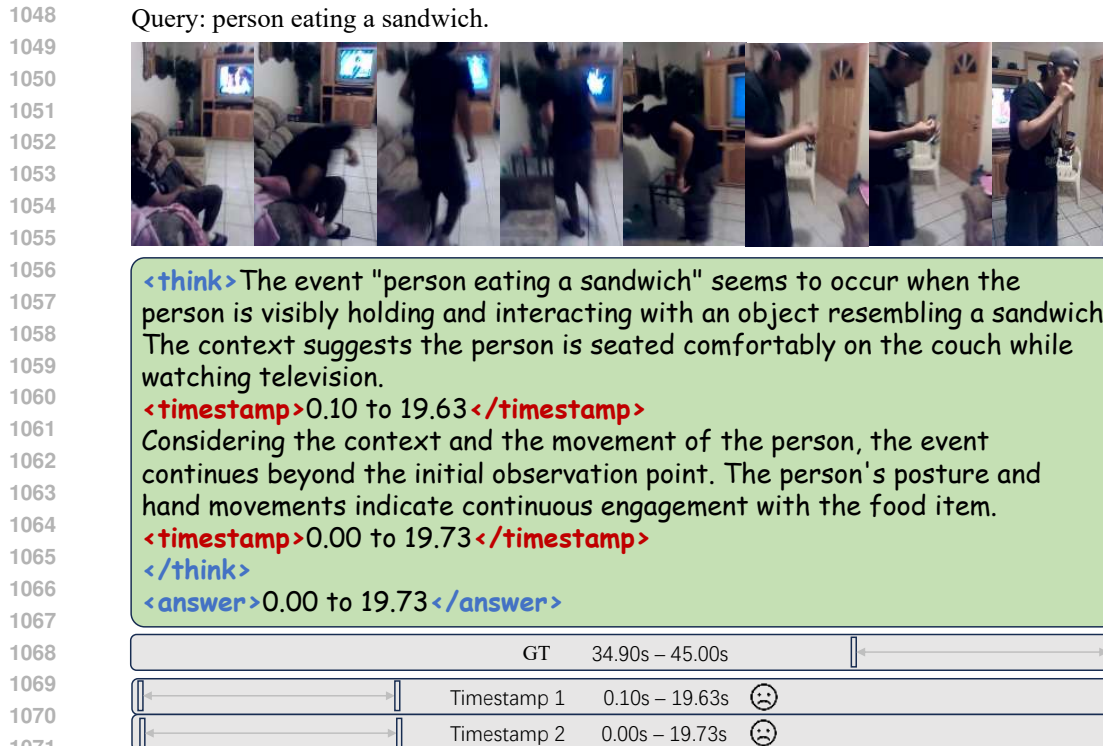 1048
Query: person eating a sandwich.
1049
1050
1051
1052
1053
1054
1055
1056
<think>The event "person eating a sandwich" seems to occur when the
1057
person is visibly holding and interacting with an object resembling a sandwich
1058
The context suggests the person is seated comfortably on the couch while
1059
watching television.
1060
<timestamp>0.10 to 19.63</timestamp>
1061
Considering the context and the movement of the person, the event
1062
continues beyond the initial observation point. The person's posture and
1063
hand movements indicate continuous engagement with the food item.
1064
<timestamp>0.00 to 19.73</timestamp>
1065
</think>
1066
<answer>0.00 to 19.73</answer>
1067
1068
GT 34.90s – 45.00s
1069
Timestamp 1 0.10s – 19.63s
1070
Timestamp 2 0.00s – 19.73s
1071